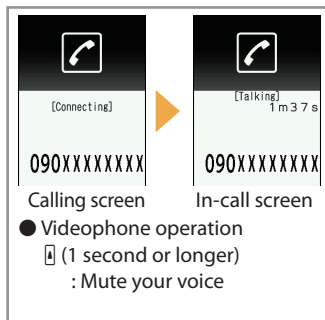 [Connecting]
090XXXXXXXX
Calling screen
[Talking]
1m37s
090XXXXXXXX
In-call screen
● Videophone operation
(1 second or longer)
: Mute your voice